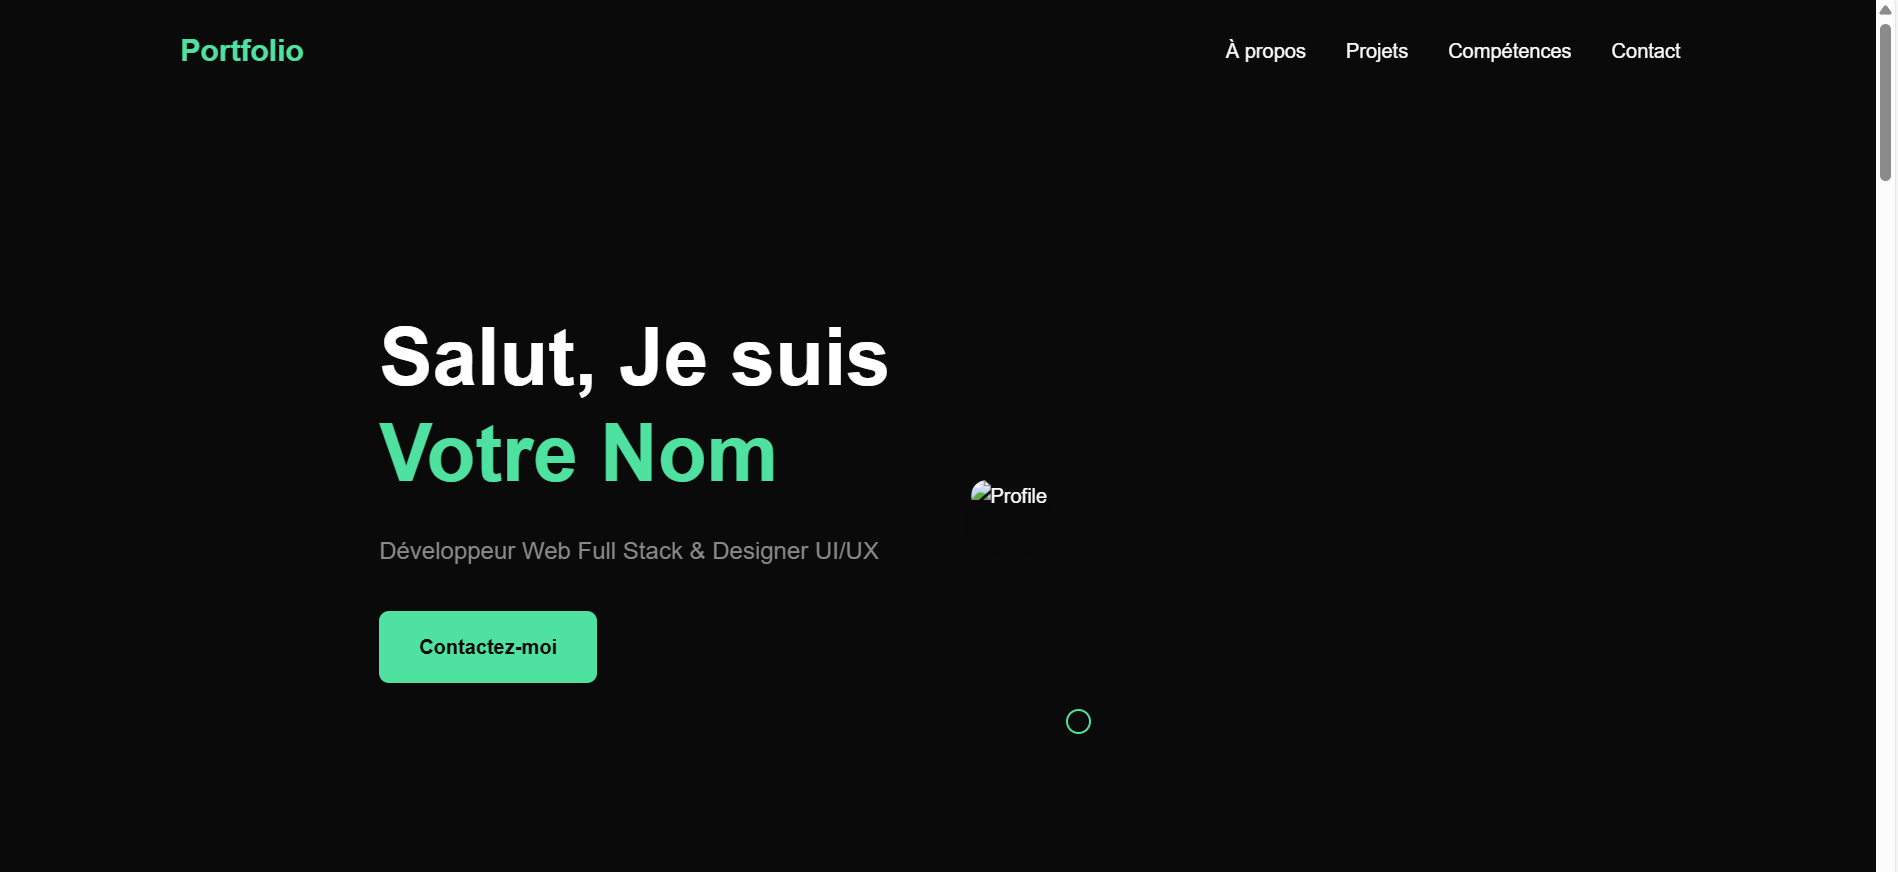 Portfolio
À propos Projets Compétences Contact
Salut, Je suis
Votre Nom
Profile
Développeur Web Full Stack & Designer UI/UX
Contactez-moi